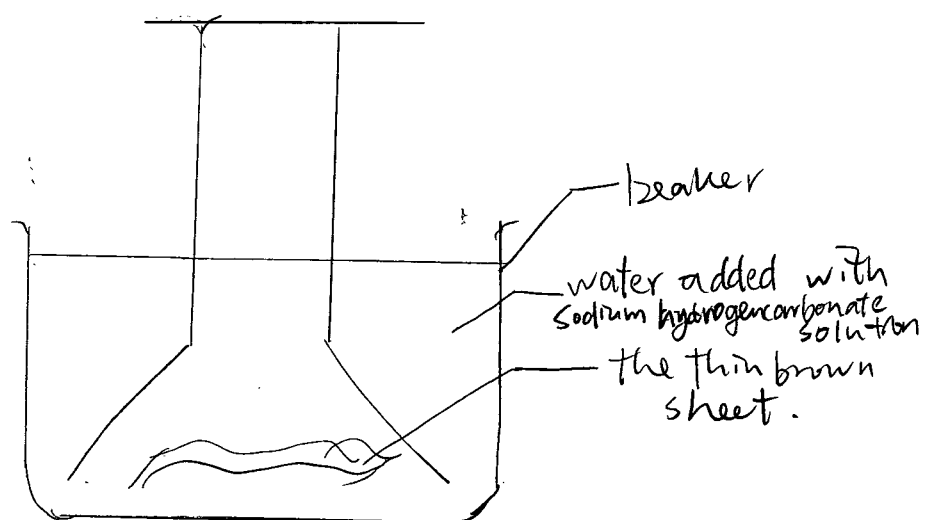 beaker
water added with
sodium hydrogencarbonate
solution
the thin brown
sheet.